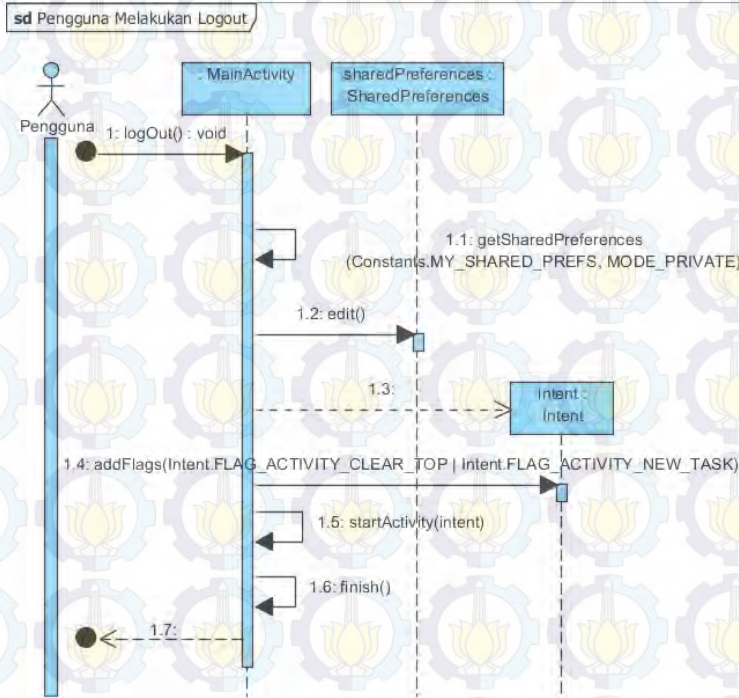 sd Pengguna Melakukan Logout
: MainActivity
sharedPreferences :
SharedPreferences
Pengguna
1: logOut() : void
1.1: getSharedPreferences
(Constants.MY_SHARED_PREFS, MODE_PRIVATE)
1.2: edit()
1.3:
intent :
Intent
1.4: addFlags(Intent.FLAG_ACTIVITY_CLEAR_TOP | Intent.FLAG_ACTIVITY_NEW_TASK)
1.5: startActivity(intent)
1.6: finish()
1.7: